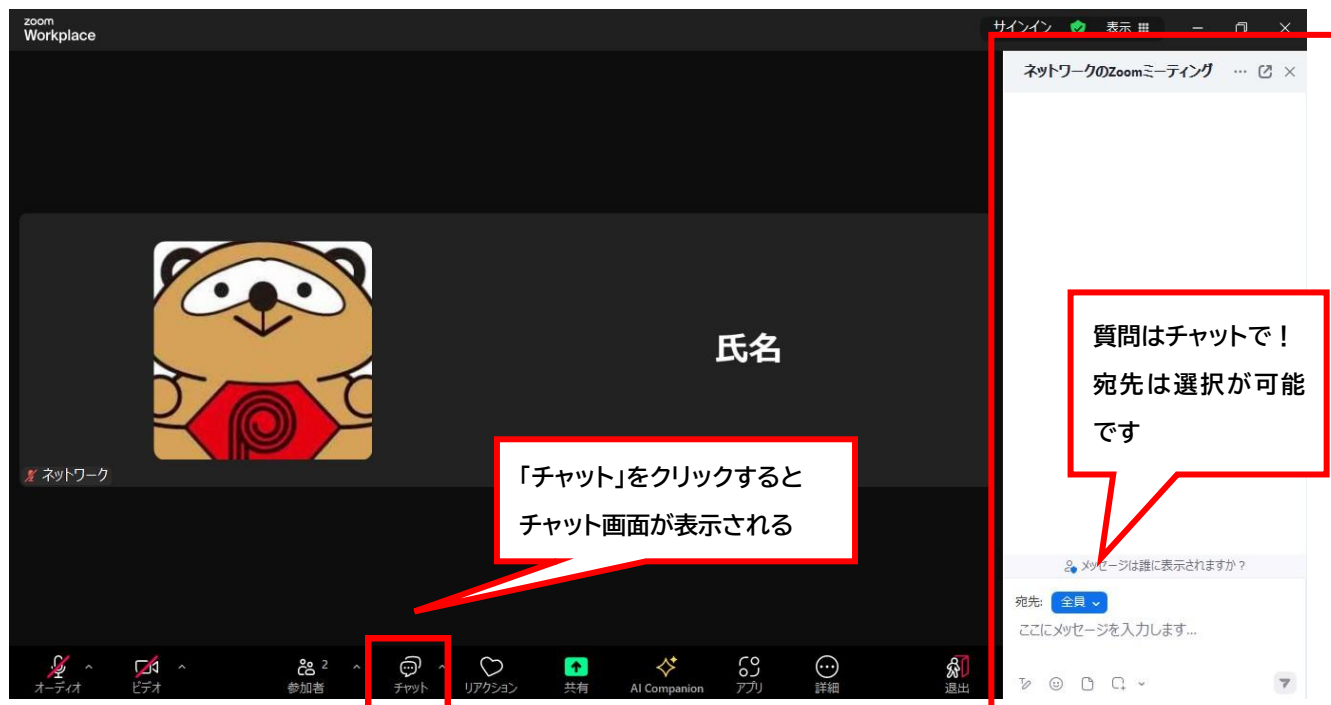 zoom
Workplace
サインイン
表示
ネットワークのZoomミーティング
氏名
ネットワーク
質問はチャットで！
宛先は選択が可能
です
「チャット」をクリックすると
チャット画面が表示される
メッセージは誰に表示されますか？
宛先: 全員
ここにメッセージを入力します...
オーディオ
ビデオ
参加者
2
チャット
リアクション
共有
AI Companion
アプリ
詳細
退出